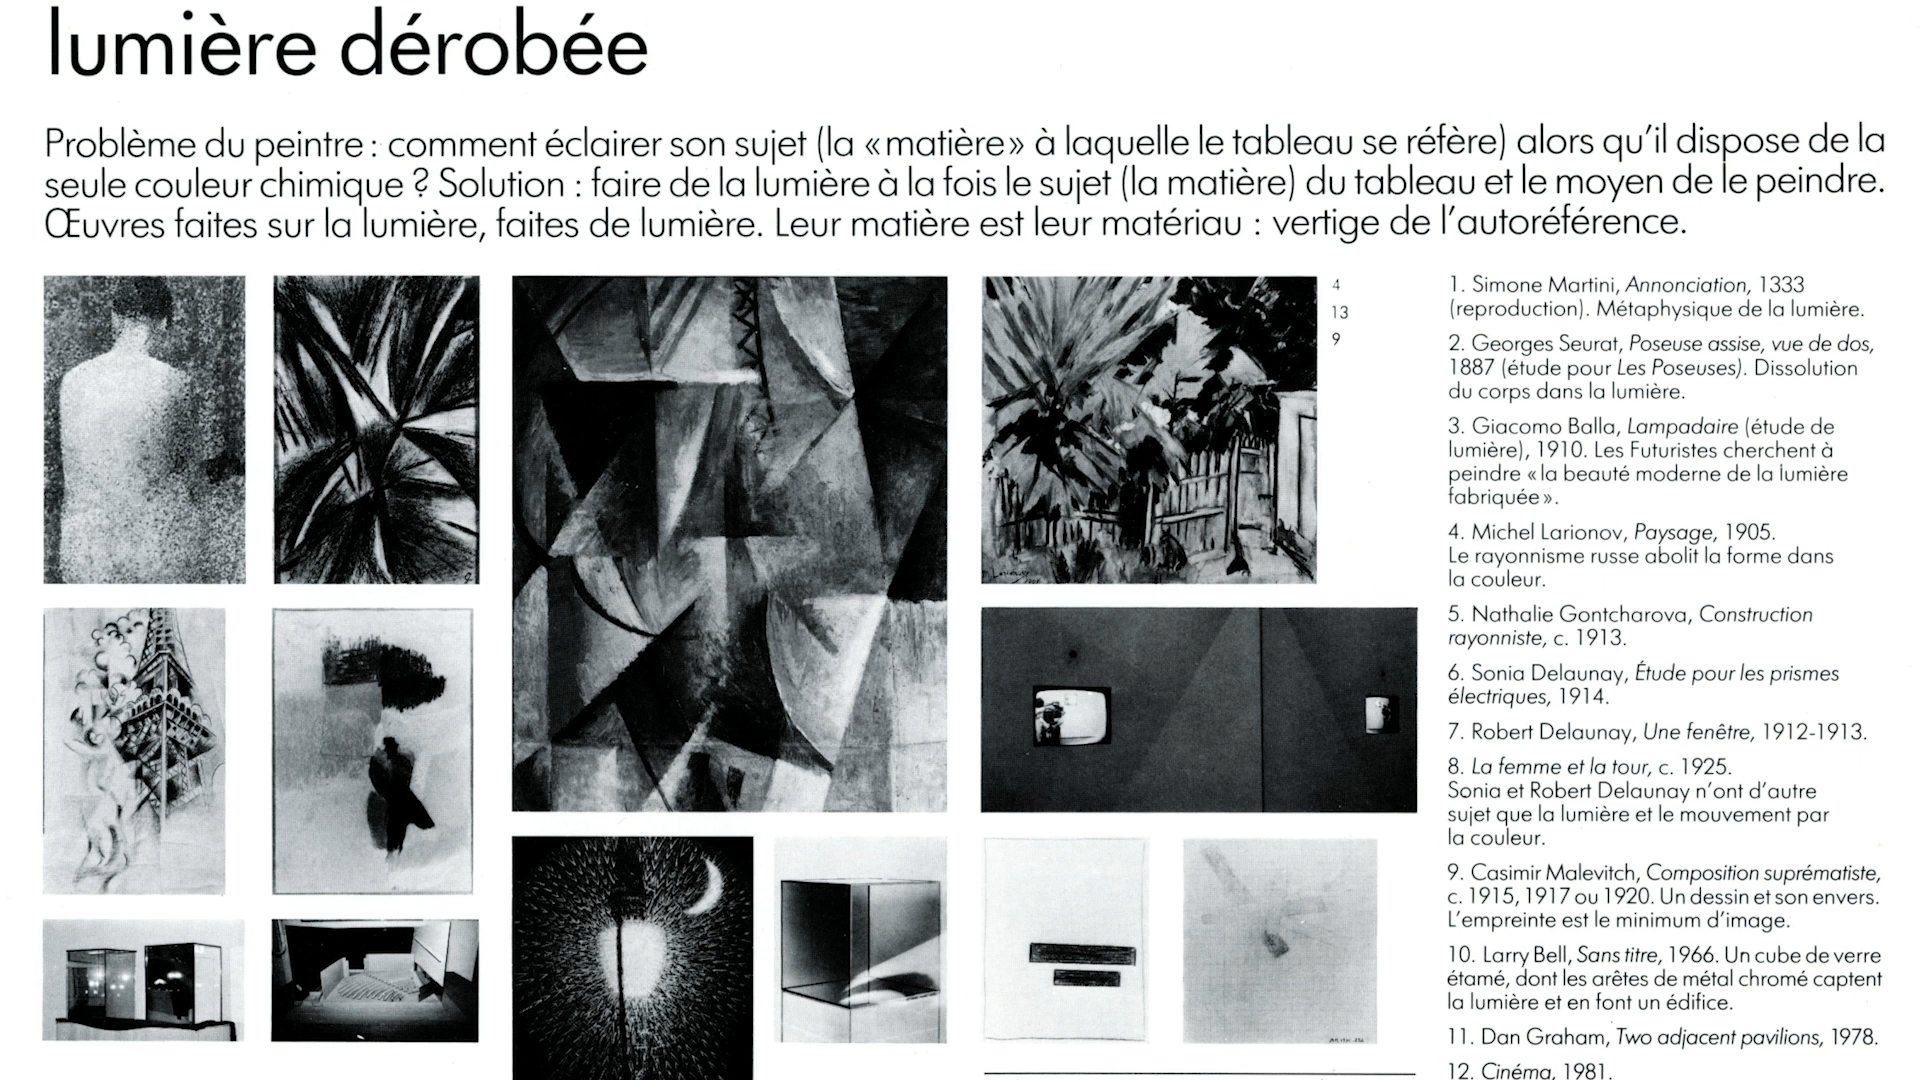 lumière dérobée
Problème du peintre : comment éclairer son sujet (la «matière» à laquelle le tableau se réfère) alors qu'il dispose de la
seule couleur chimique ? Solution : faire de la lumière à la fois le sujet (la matière) du tableau et le moyen de le peindre.
Œuvres faites sur la lumière, faites de lumière. Leur matière est leur matériau : vertige de l'autoréférence.
4
13
9
1. Simone Martini, Annonciation, 1333
(reproduction). Métaphysique de la lumière.
2. Georges Seurat, Poseuse assise, vue de dos,
1887 (étude pour Les Poseuses). Dissolution
du corps dans la lumière.
3. Giacomo Balla, Lampadaire (étude de
lumière), 1910. Les Futuristes cherchent à
peindre «la beauté moderne de la lumière
fabriquée».
4. Michel Larionov, Paysage, 1905.
Le rayonnisme russe abolit la forme dans
la couleur.
5. Nathalie Gontcharova, Construction
rayonniste, c. 1913.
6. Sonia Delaunay, Étude pour les prismes
électriques, 1914.
7. Robert Delaunay, Une fenêtre, 1912-1913.
8. La femme et la tour, c. 1925.
Sonia et Robert Delaunay n'ont d'autre
sujet que la lumière et le mouvement par
la couleur.
9. Casimir Malevitch, Composition suprématiste,
c. 1915, 1917 ou 1920. Un dessin et son envers.
L'empreinte est le minimum d'image.
10. Larry Bell, Sans titre, 1966. Un cube de verre
étamé, dont les arêtes de métal chromé captent
la lumière et en font un édifice.
11. Dan Graham, Two adjacent pavilions, 1978.
12. Cinéma, 1981.